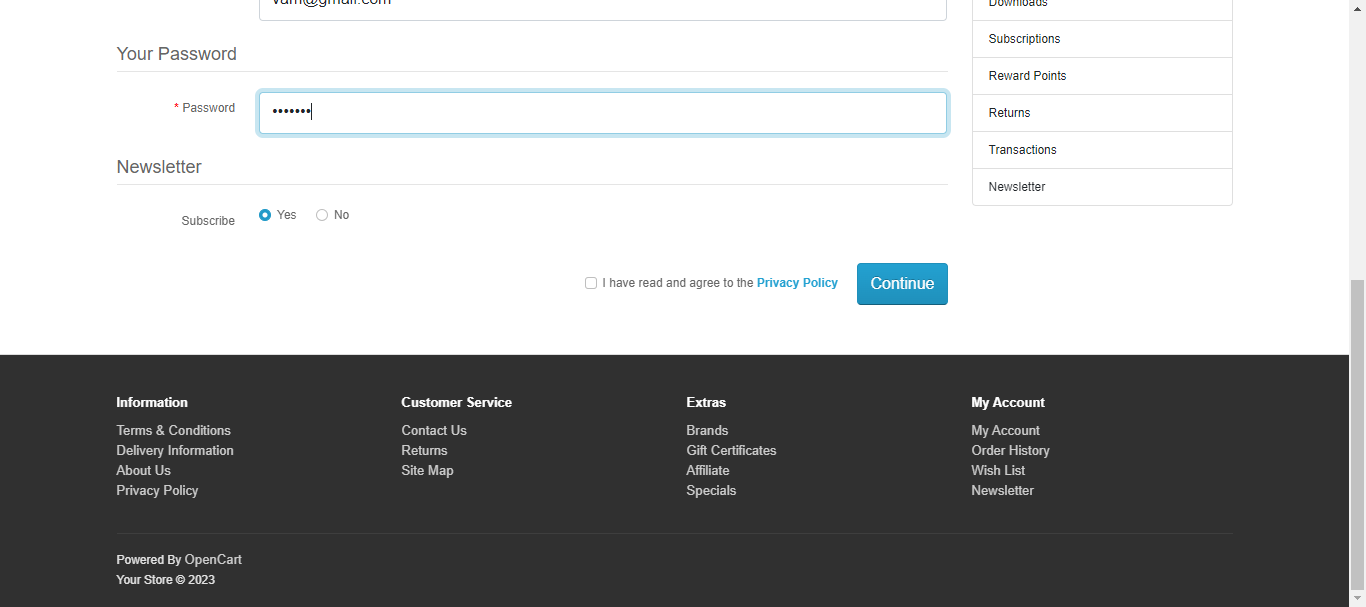 Your Password
* Password
•••••••
Newsletter
Subscribe
Yes
No
I have read and agree to the Privacy Policy
Continue
Downloads
Subscriptions
Reward Points
Returns
Transactions
Newsletter
Information
Terms & Conditions
Delivery Information
About Us
Privacy Policy
Customer Service
Contact Us
Returns
Site Map
Extras
Brands
Gift Certificates
Affiliate
Specials
My Account
My Account
Order History
Wish List
Newsletter
Powered By OpenCart
Your Store © 2023